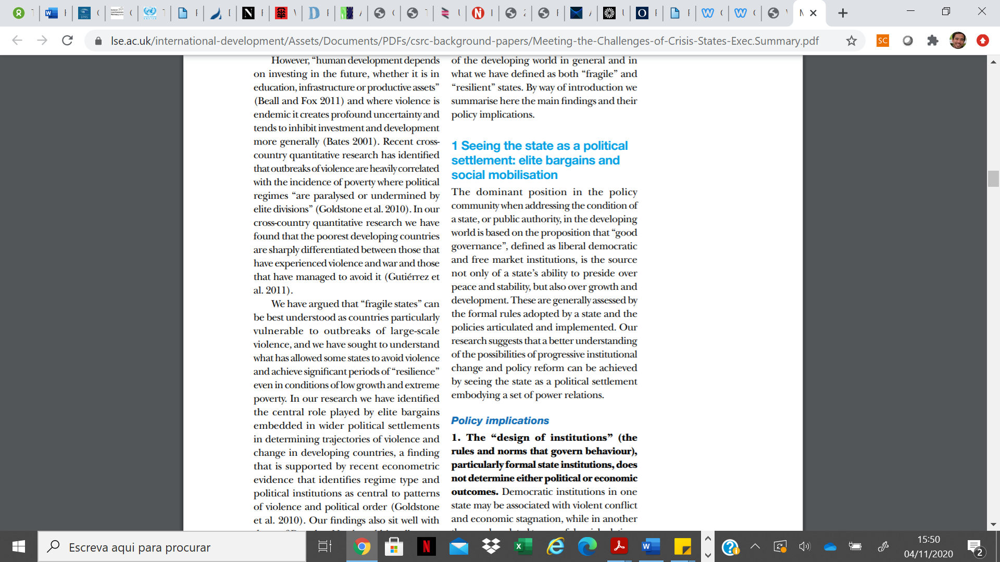 lse.ac.uk/international-development/Assets/Documents/PDFs/csrc-background-papers/Meeting-the-Challenges-of-Crisis-States-Exec.Summary.pdf
SC
However, “human development depends
on investing in the future, whether it is in
education, infrastructure or productive assets”
(Beall and Fox 2011) and where violence is
endemic it creates profound uncertainty and
tends to inhibit investment and development
more generally (Bates 2001). Recent cross-
country quantitative research has identified
that outbreaks of violence are heavily correlated
with the incidence of poverty where political
regimes “are paralysed or undermined by
elite divisions” (Goldstone et al. 2010). In our
cross-country quantitative research we have
found that the poorest developing countries
are sharply differentiated between those that
have experienced violence and war and those
that have managed to avoid it (Gutiérrez et
al. 2011).
We have argued that “fragile states” can
be best understood as countries particularly
vulnerable to outbreaks of large-scale
violence, and we have sought to understand
what has allowed some states to avoid violence
and achieve significant periods of “resilience”
even in conditions of low growth and extreme
poverty. In our research we have identified
the central role played by elite bargains
embedded in wider political settlements
in determining trajectories of violence and
change in developing countries, a finding
that is supported by recent econometric
evidence that identifies regime type and
political institutions as central to patterns
of violence and political order (Goldstone
et al. 2010). Our findings also sit well with
of the developing world in general and in
what we have defined as both “fragile” and
“resilient” states. By way of introduction we
summarise here the main findings and their
policy implications.
1 Seeing the state as a political
settlement: elite bargains and
social mobilisation
The dominant position in the policy
community when addressing the condition of
a state, or public authority, in the developing
world is based on the proposition that “good
governance”, defined as liberal democratic
and free market institutions, is the source
not only of a state’s ability to preside over
peace and stability, but also over growth and
development. These are generally assessed by
the formal rules adopted by a state and the
policies articulated and implemented. Our
research suggests that a better understanding
of the possibilities of progressive institutional
change and policy reform can be achieved
by seeing the state as a political settlement
embodying a set of power relations.
Policy implications
1. The “design of institutions” (the
rules and norms that govern behaviour),
particularly formal state institutions, does
not determine either political or economic
outcomes. Democratic institutions in one
state may be associated with violent conflict
and economic stagnation, while in another
Escreva aqui para procurar
15:50
04/11/2020
2